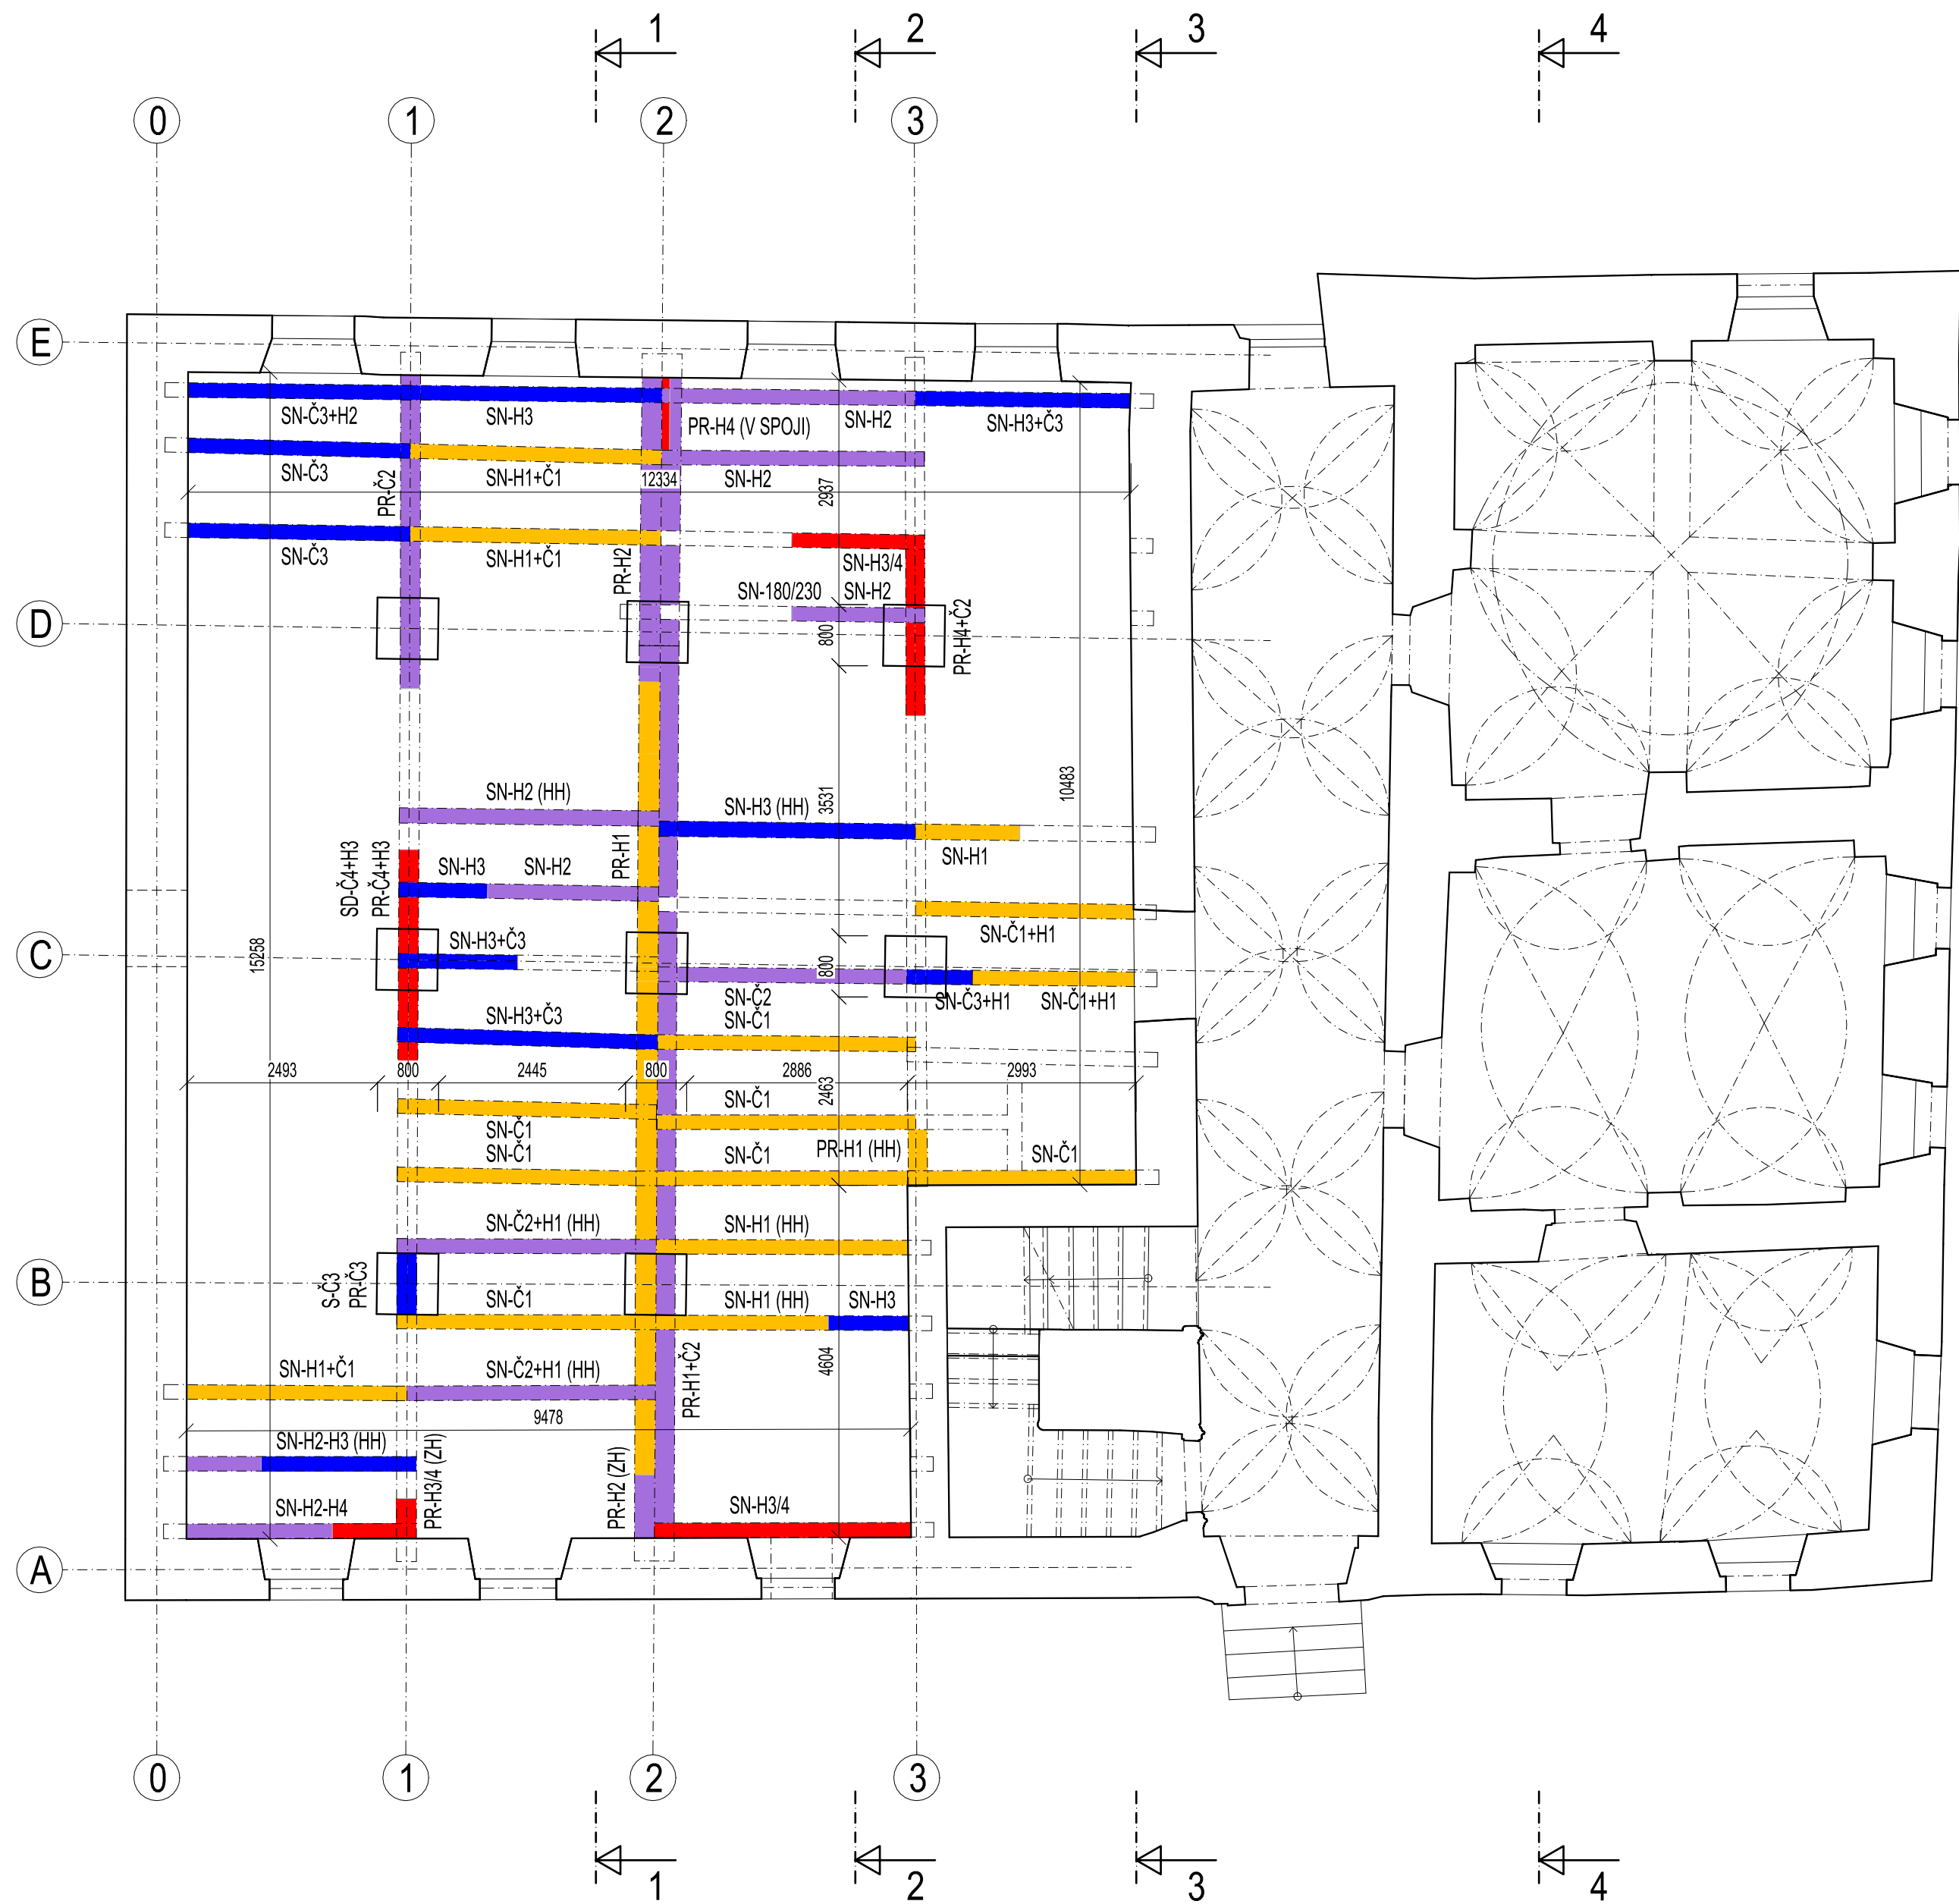 1
2
3
4
0
1
2
3
E
SN-Č3+H2
SN-H3
PR-H4 (V SPOJI)
SN-H2
SN-H3+Č3
SN-Č3
PR-Č2
SN-H1+Č1
12334
SN-H2
2937
SN-Č3
SN-H1+Č1
PR-H2
SN-H3/4
SN-180/230
SN-H2
D
800
PR-H4+Č2
SN-H2 (HH)
SN-H3 (HH)
3531
10483
PR-H1
SN-H1
SD-Č4+H3
PR-Č4+H3
SN-H3
SN-H2
SN-Č1+H1
C
15258
SN-H3+Č3
800
SN-Č2
SN-Č3+H1
SN-Č1+H1
SN-H3+Č3
SN-Č1
2493
800
2445
800
2886
2993
2463
SN-Č1
SN-Č1
SN-Č1
SN-Č1
PR-H1 (HH)
SN-Č1
SN-Č2+H1 (HH)
SN-H1 (HH)
B
S-Č3
PR-Č3
SN-Č1
SN-H1 (HH)
SN-H3
SN-H1+Č1
SN-Č2+H1 (HH)
PR-H1+Č2
4604
9478
SN-H2-H3 (HH)
PR-H3/4 (ZH)
PR-H2 (ZH)
SN-H2-H4
SN-H3/4
A
0
1
2
3
1
2
3
4